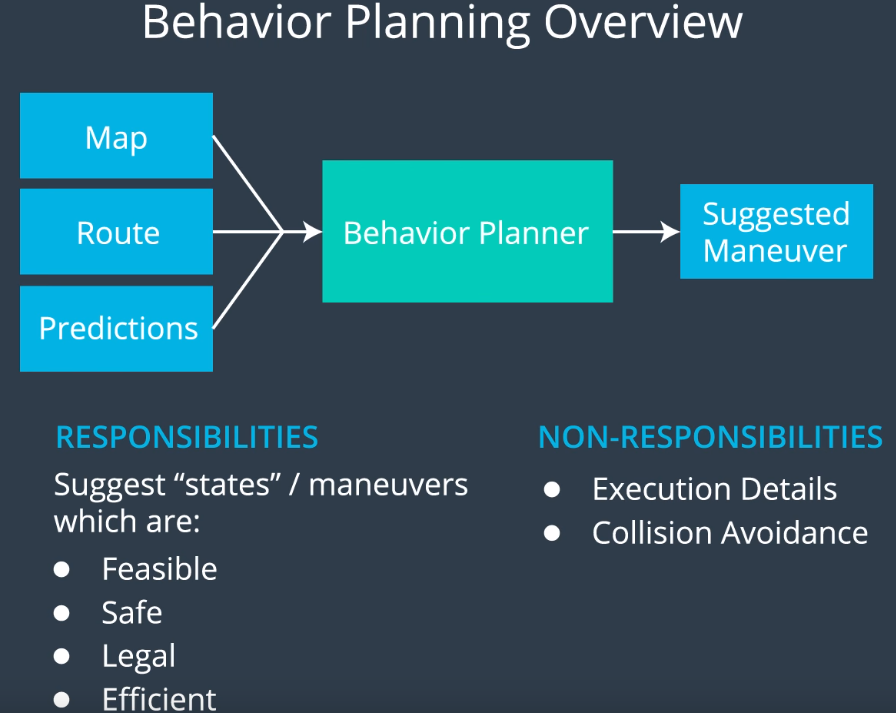 Behavior Planning Overview
Map
Route
Predictions
Behavior Planner
Suggested
Maneuver
RESPONSIBILITIES
Suggest “states” / maneuvers
which are:
● Feasible
● Safe
● Legal
● Efficient
NON-RESPONSIBILITIES
● Execution Details
● Collision Avoidance